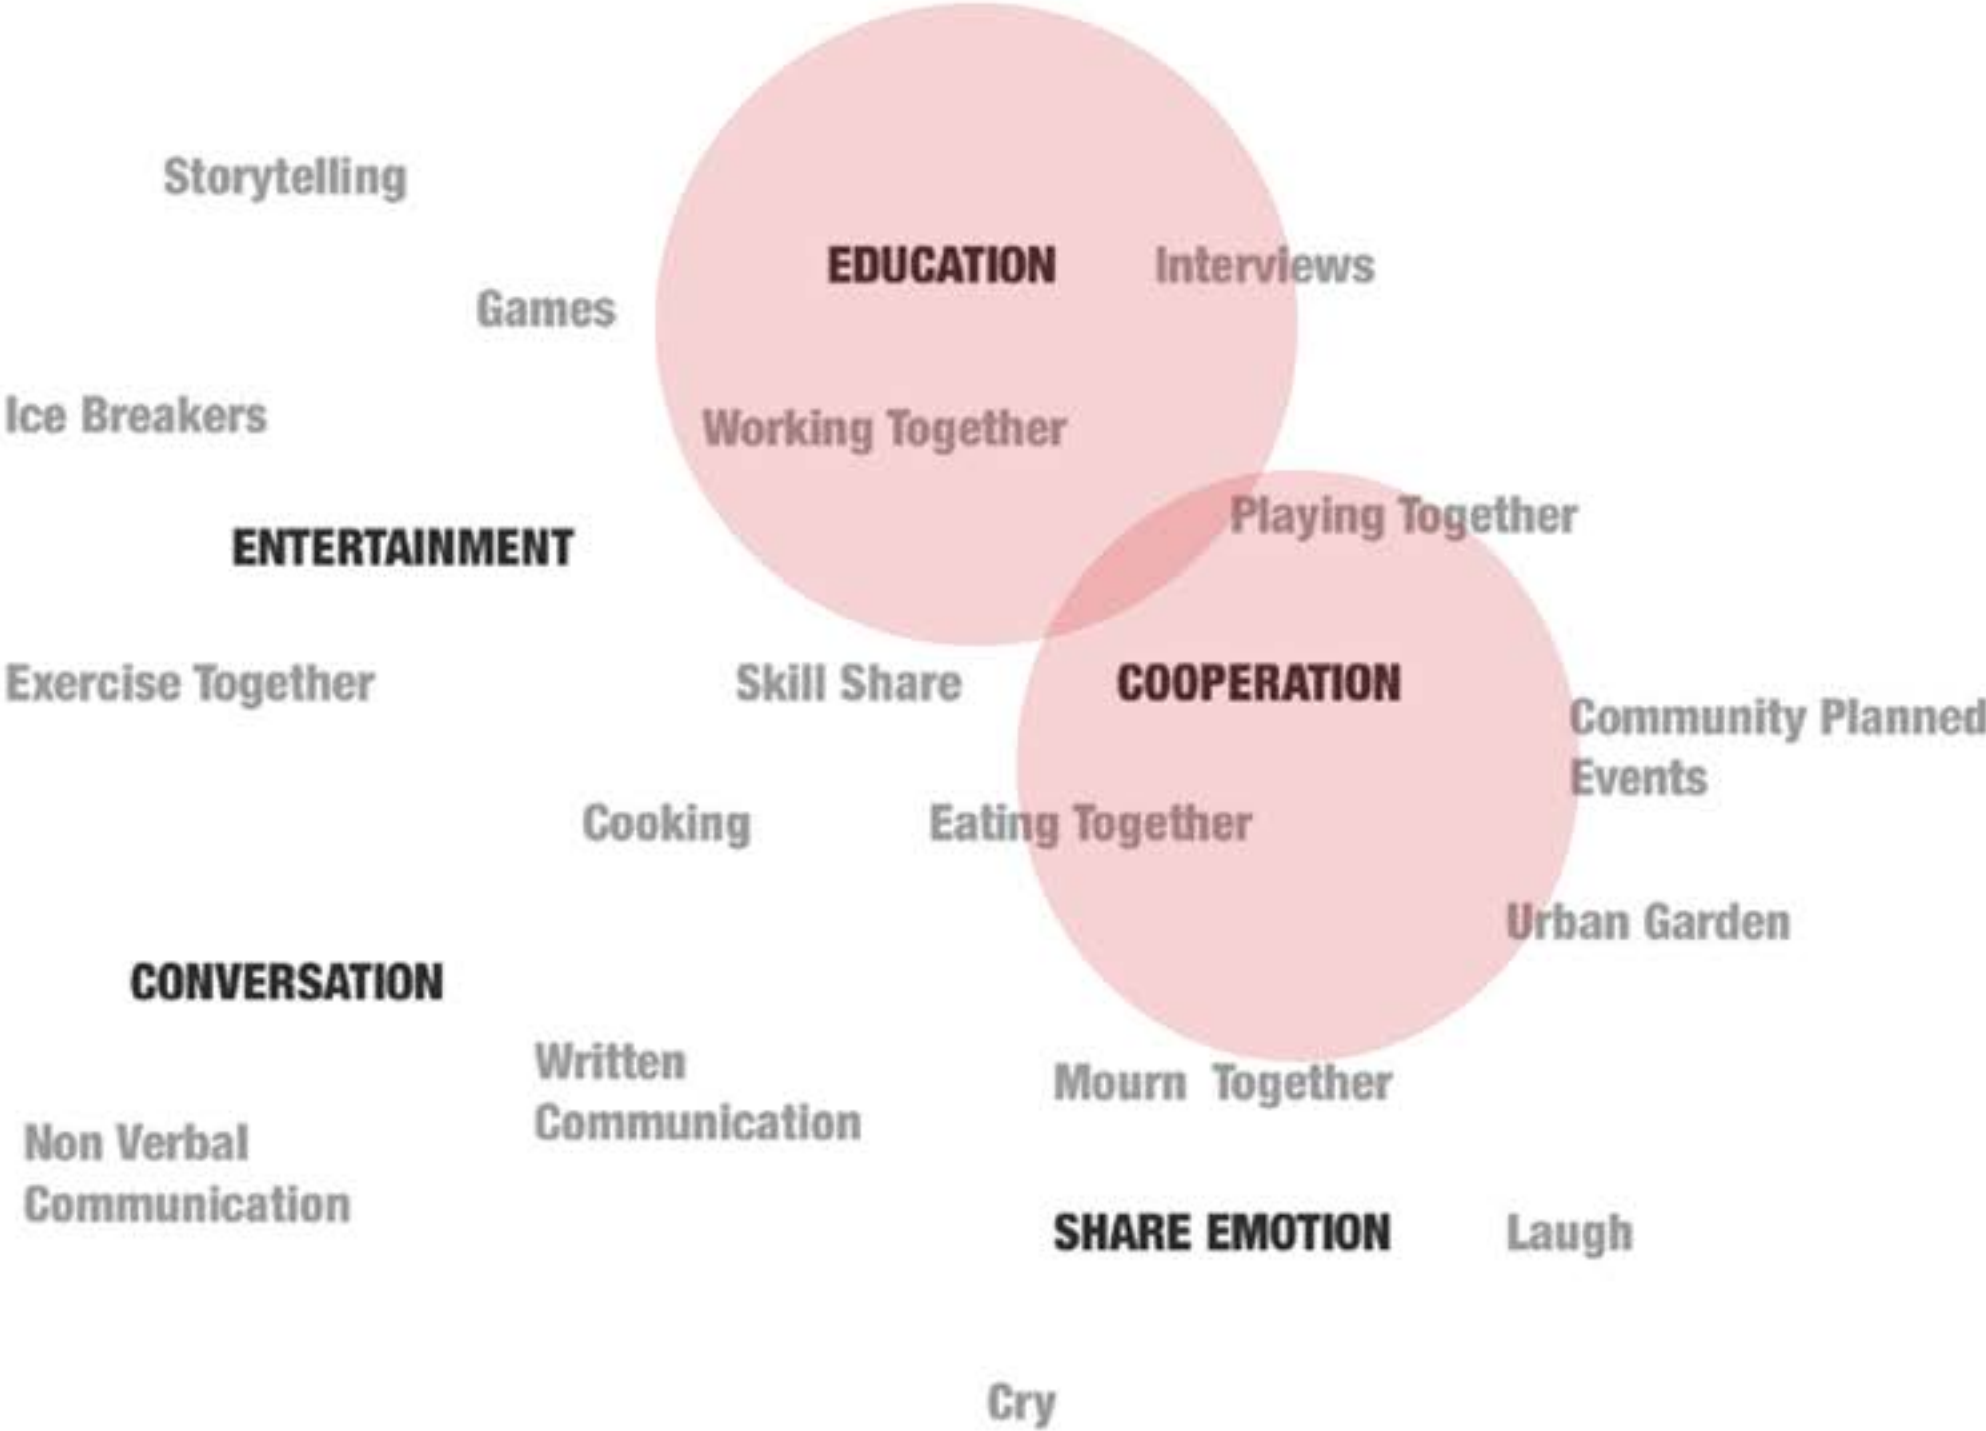 Storytelling
EDUCATION
Interviews
Games
Ice Breakers
Working Together
Playing Together
ENTERTAINMENT
Exercise Together
Skill Share
COOPERATION
Community Planned
Events
Cooking
Eating Together
Urban Garden
CONVERSATION
Written
Communication
Mourn Together
Non Verbal
Communication
SHARE EMOTION
Laugh
Cry